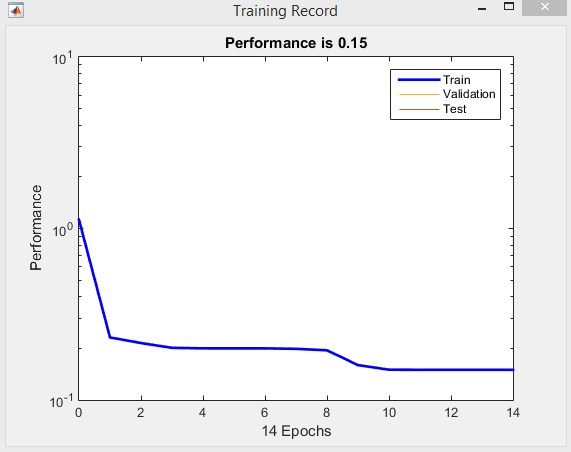 Training Record
Performance is 0.15
10^1
10^0
10^-1
Performance
Train
Validation
Test
0 2 4 6 8 10 12 14
14 Epochs